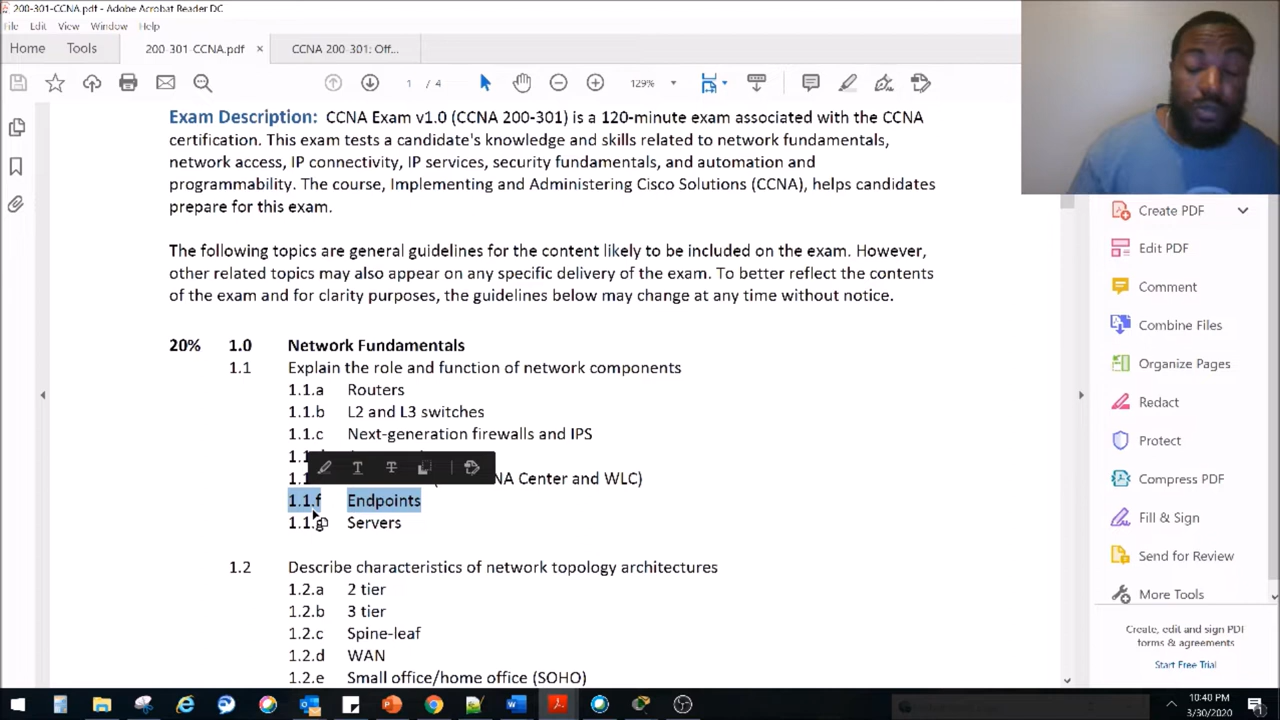 200-301-CCNA.pdf - Adobe Acrobat Reader DC
File Edit View Window Help
Home Tools 200-301-CCNA.pdf × CCNA 200-301: Off...
1 / 4 129%
Exam Description: CCNA Exam v1.0 (CCNA 200-301) is a 120-minute exam associated with the CCNA
certification. This exam tests a candidate's knowledge and skills related to network fundamentals,
network access, IP connectivity, IP services, security fundamentals, and automation and
programmability. The course, Implementing and Administering Cisco Solutions (CCNA), helps candidates
prepare for this exam.
The following topics are general guidelines for the content likely to be included on the exam. However,
other related topics may also appear on any specific delivery of the exam. To better reflect the contents
of the exam and for clarity purposes, the guidelines below may change at any time without notice.
20% 1.0 Network Fundamentals
1.1 Explain the role and function of network components
1.1.a Routers
1.1.b L2 and L3 switches
1.1.c Next-generation firewalls and IPS
Center and WLC)
1.1.f Endpoints
1.1.g Servers
1.2 Describe characteristics of network topology architectures
1.2.a 2 tier
1.2.b 3 tier
1.2.c Spine-leaf
1.2.d WAN
1.2.e Small office/home office (SOHO)
Create PDF
Edit PDF
Comment
Combine Files
Organize Pages
Redact
Protect
Compress PDF
Fill & Sign
Send for Review
More Tools
Create, edit and sign PDF
forms & agreements
Start Free Trial
10:40 PM
3/30/2020